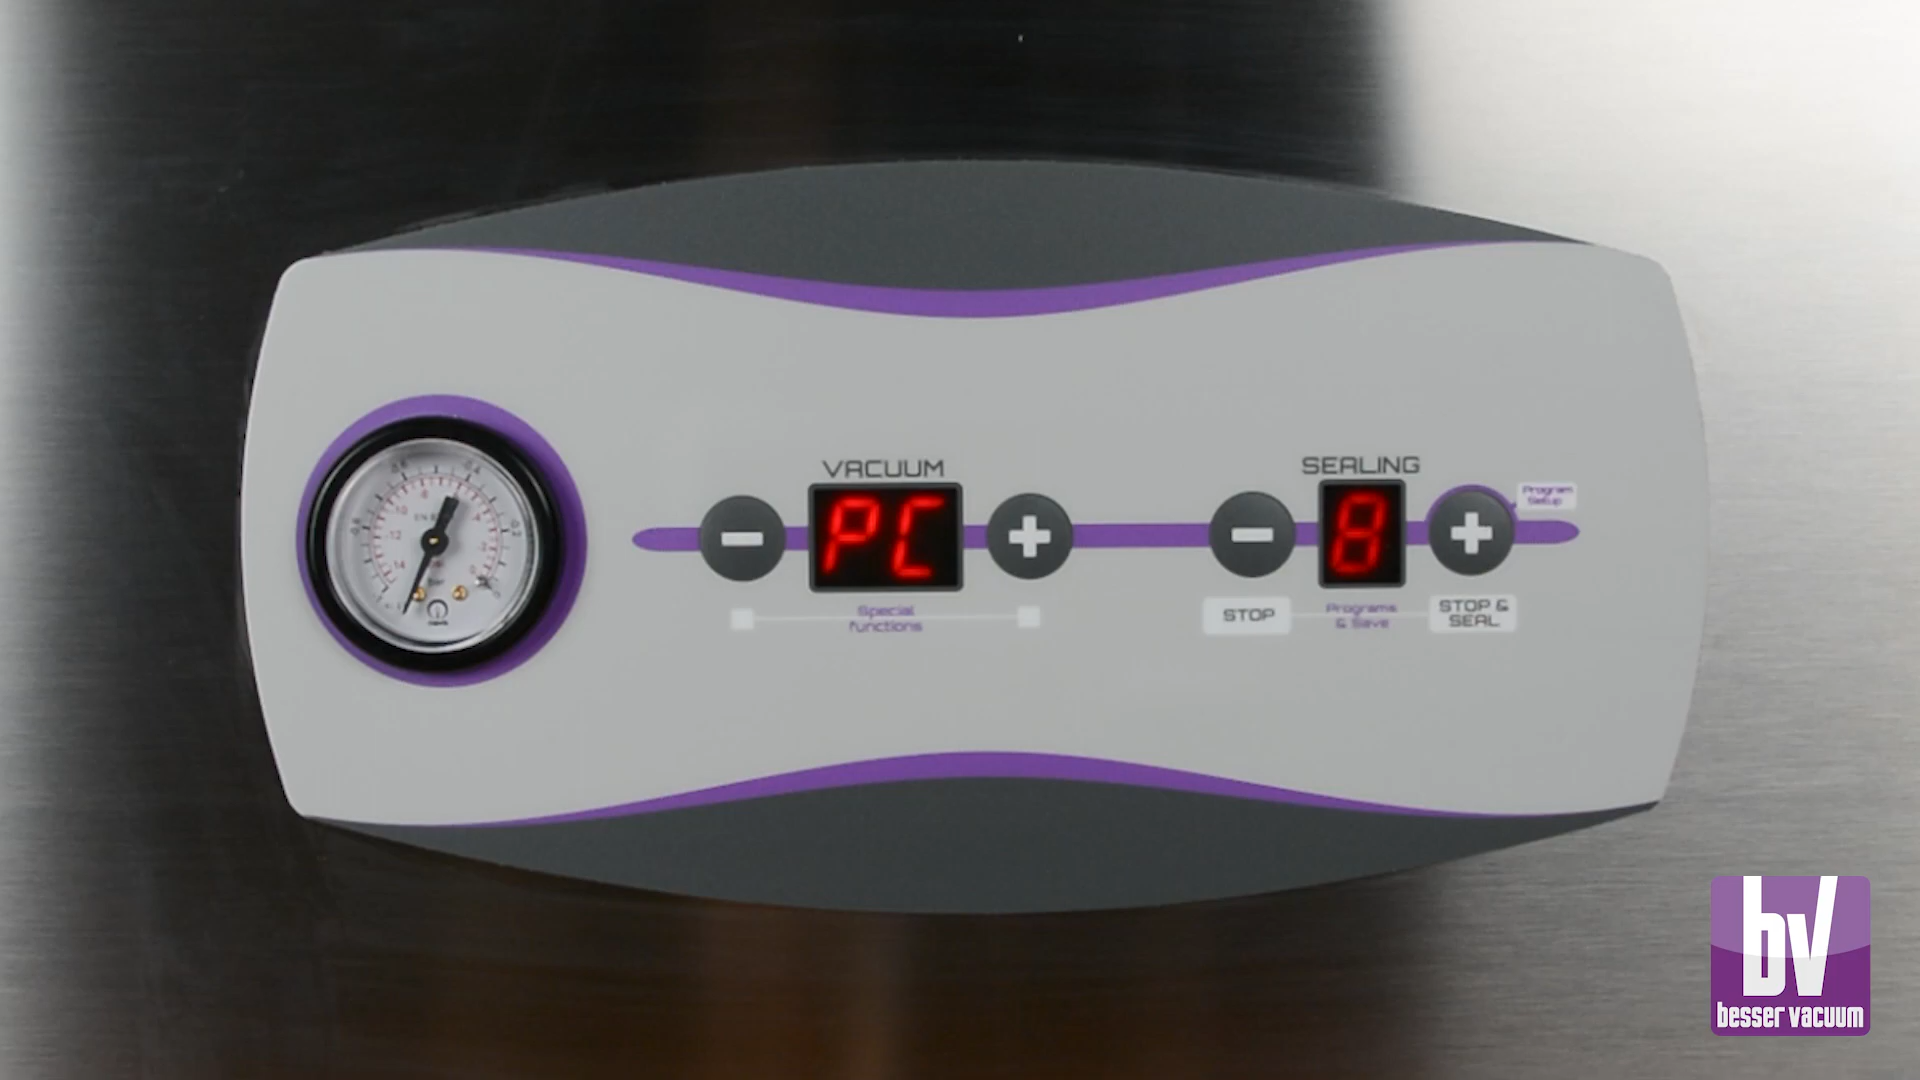 VACUUM
SEALING
PC
8
Program
Setup
Special
functions
STOP
Programs
& Save
STOP &
SEAL
bv
besser vacuum